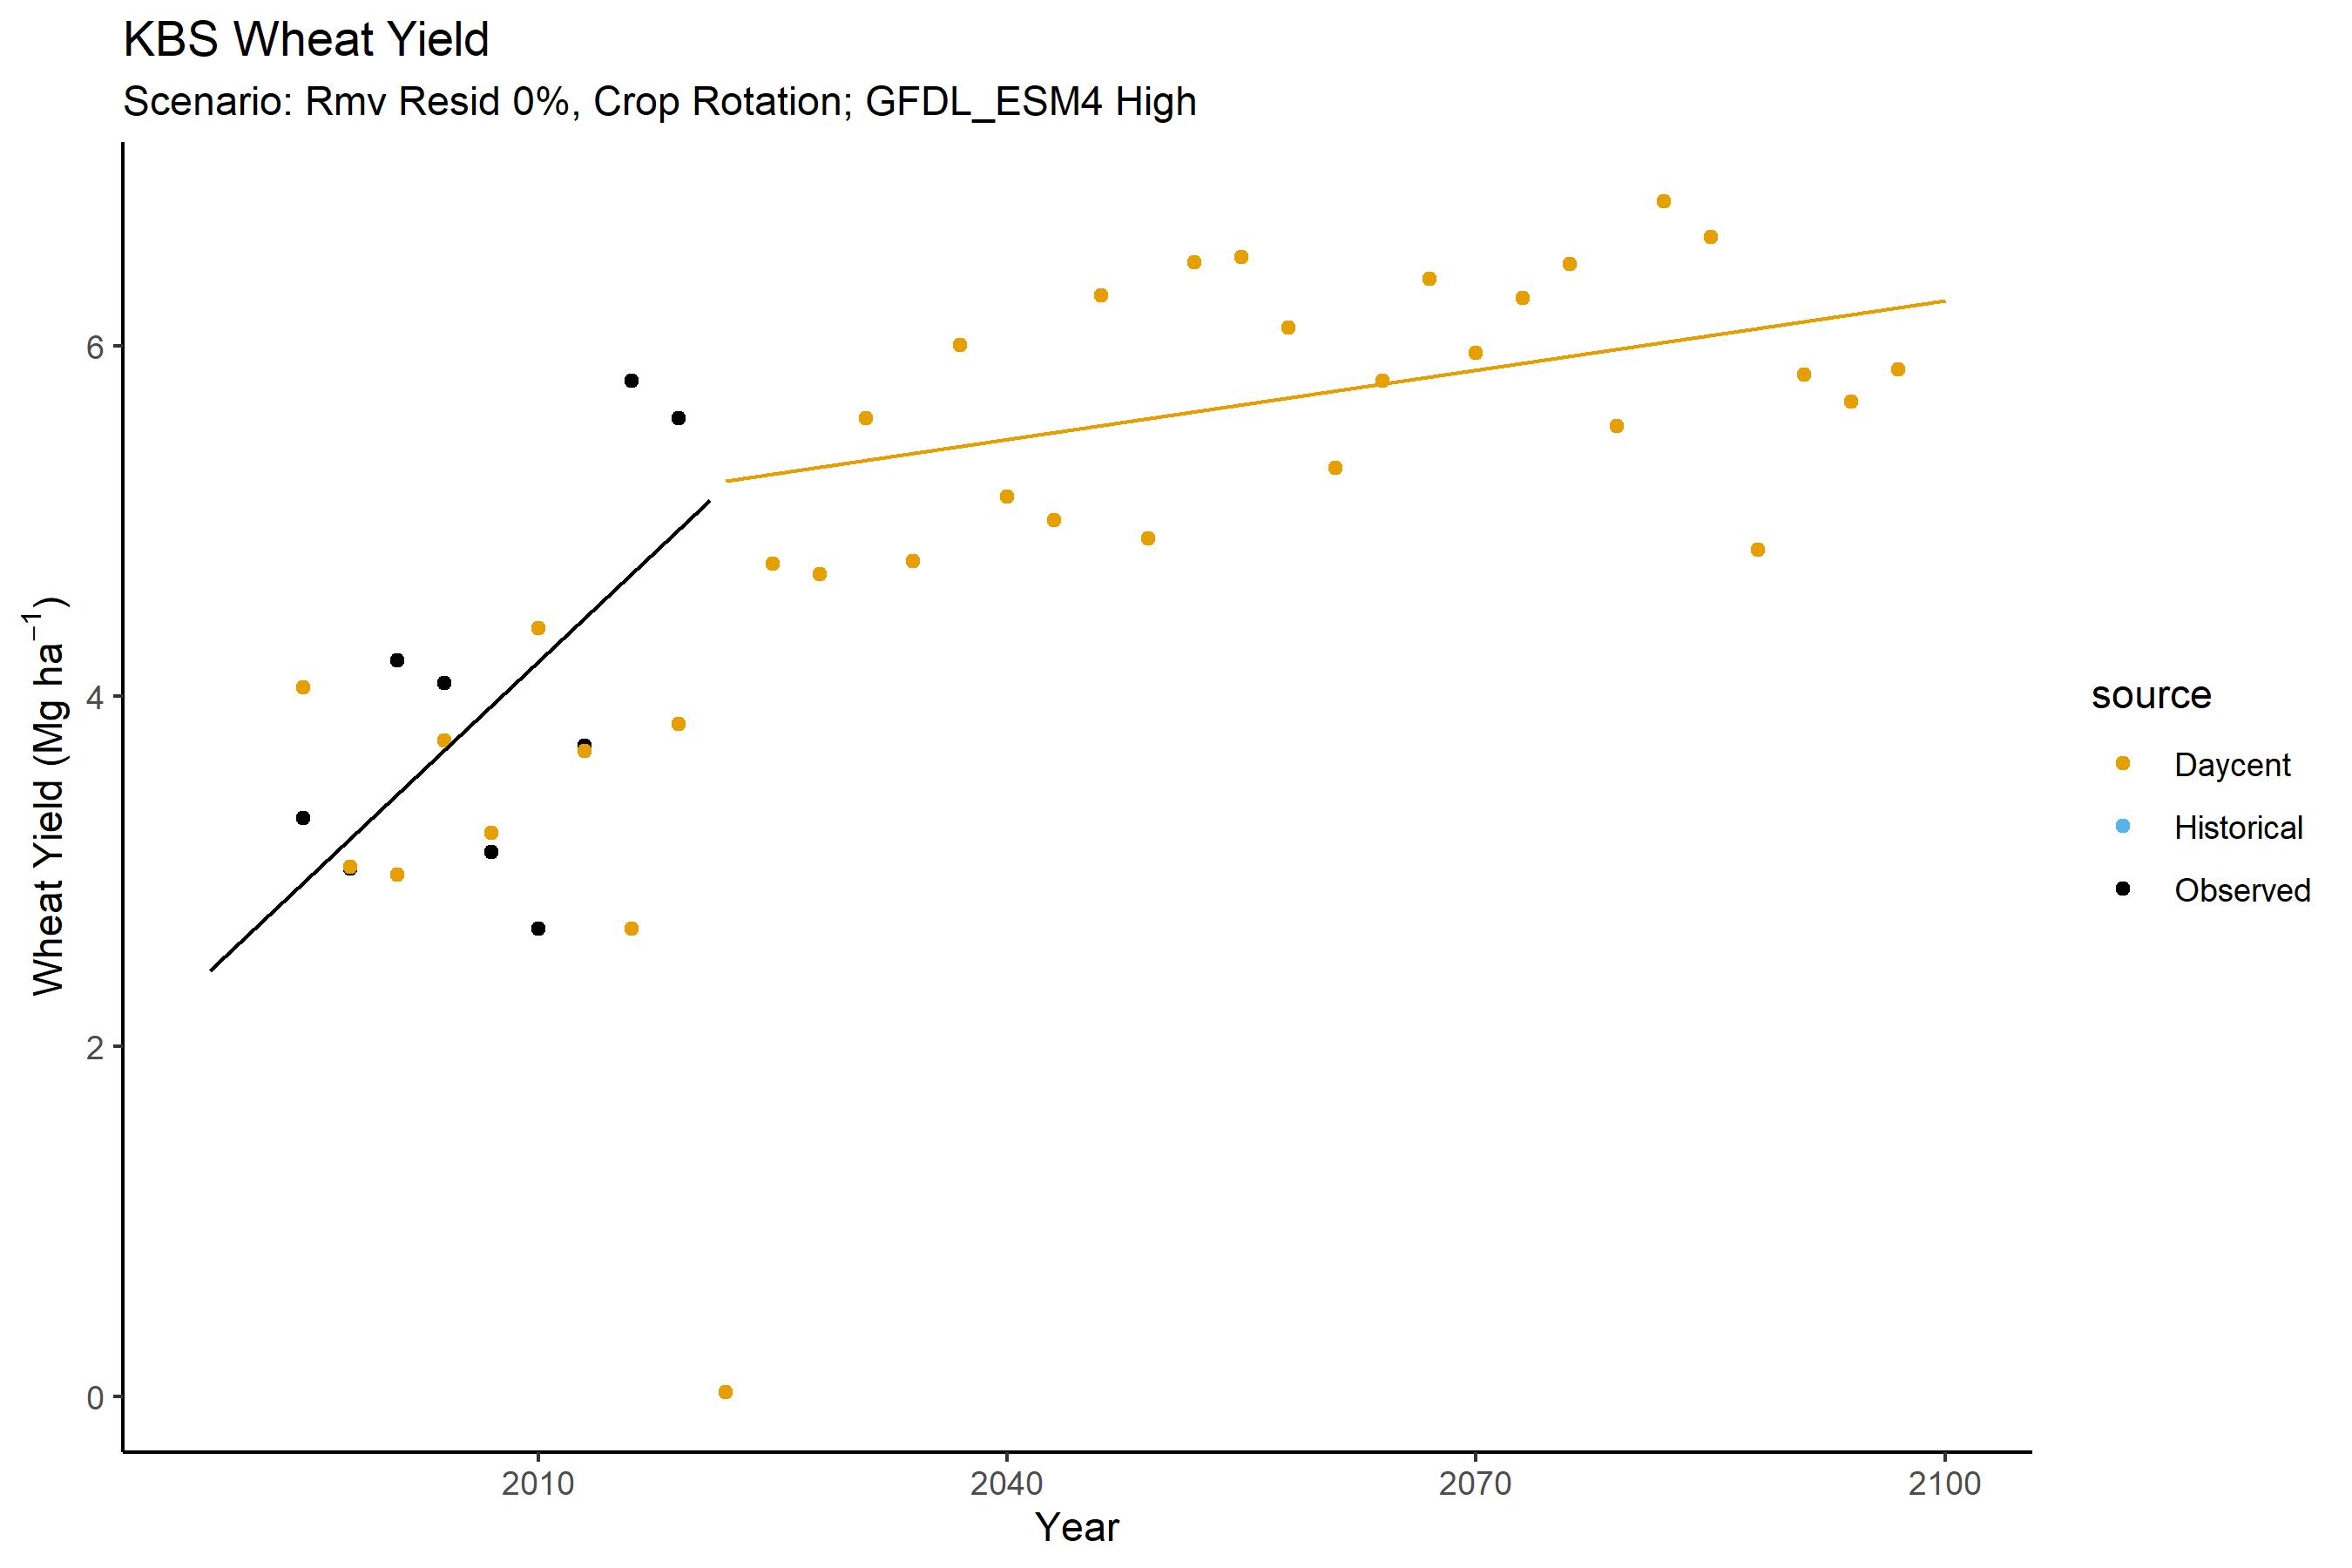 KBS Wheat Yield
Scenario: Rmv Resid 0%, Crop Rotation; GFDL_ESM4 High
Wheat Yield (Mg ha⁻¹)
6
4
2
0
2010
2040
2070
2100
Year
source
Daycent
Historical
Observed